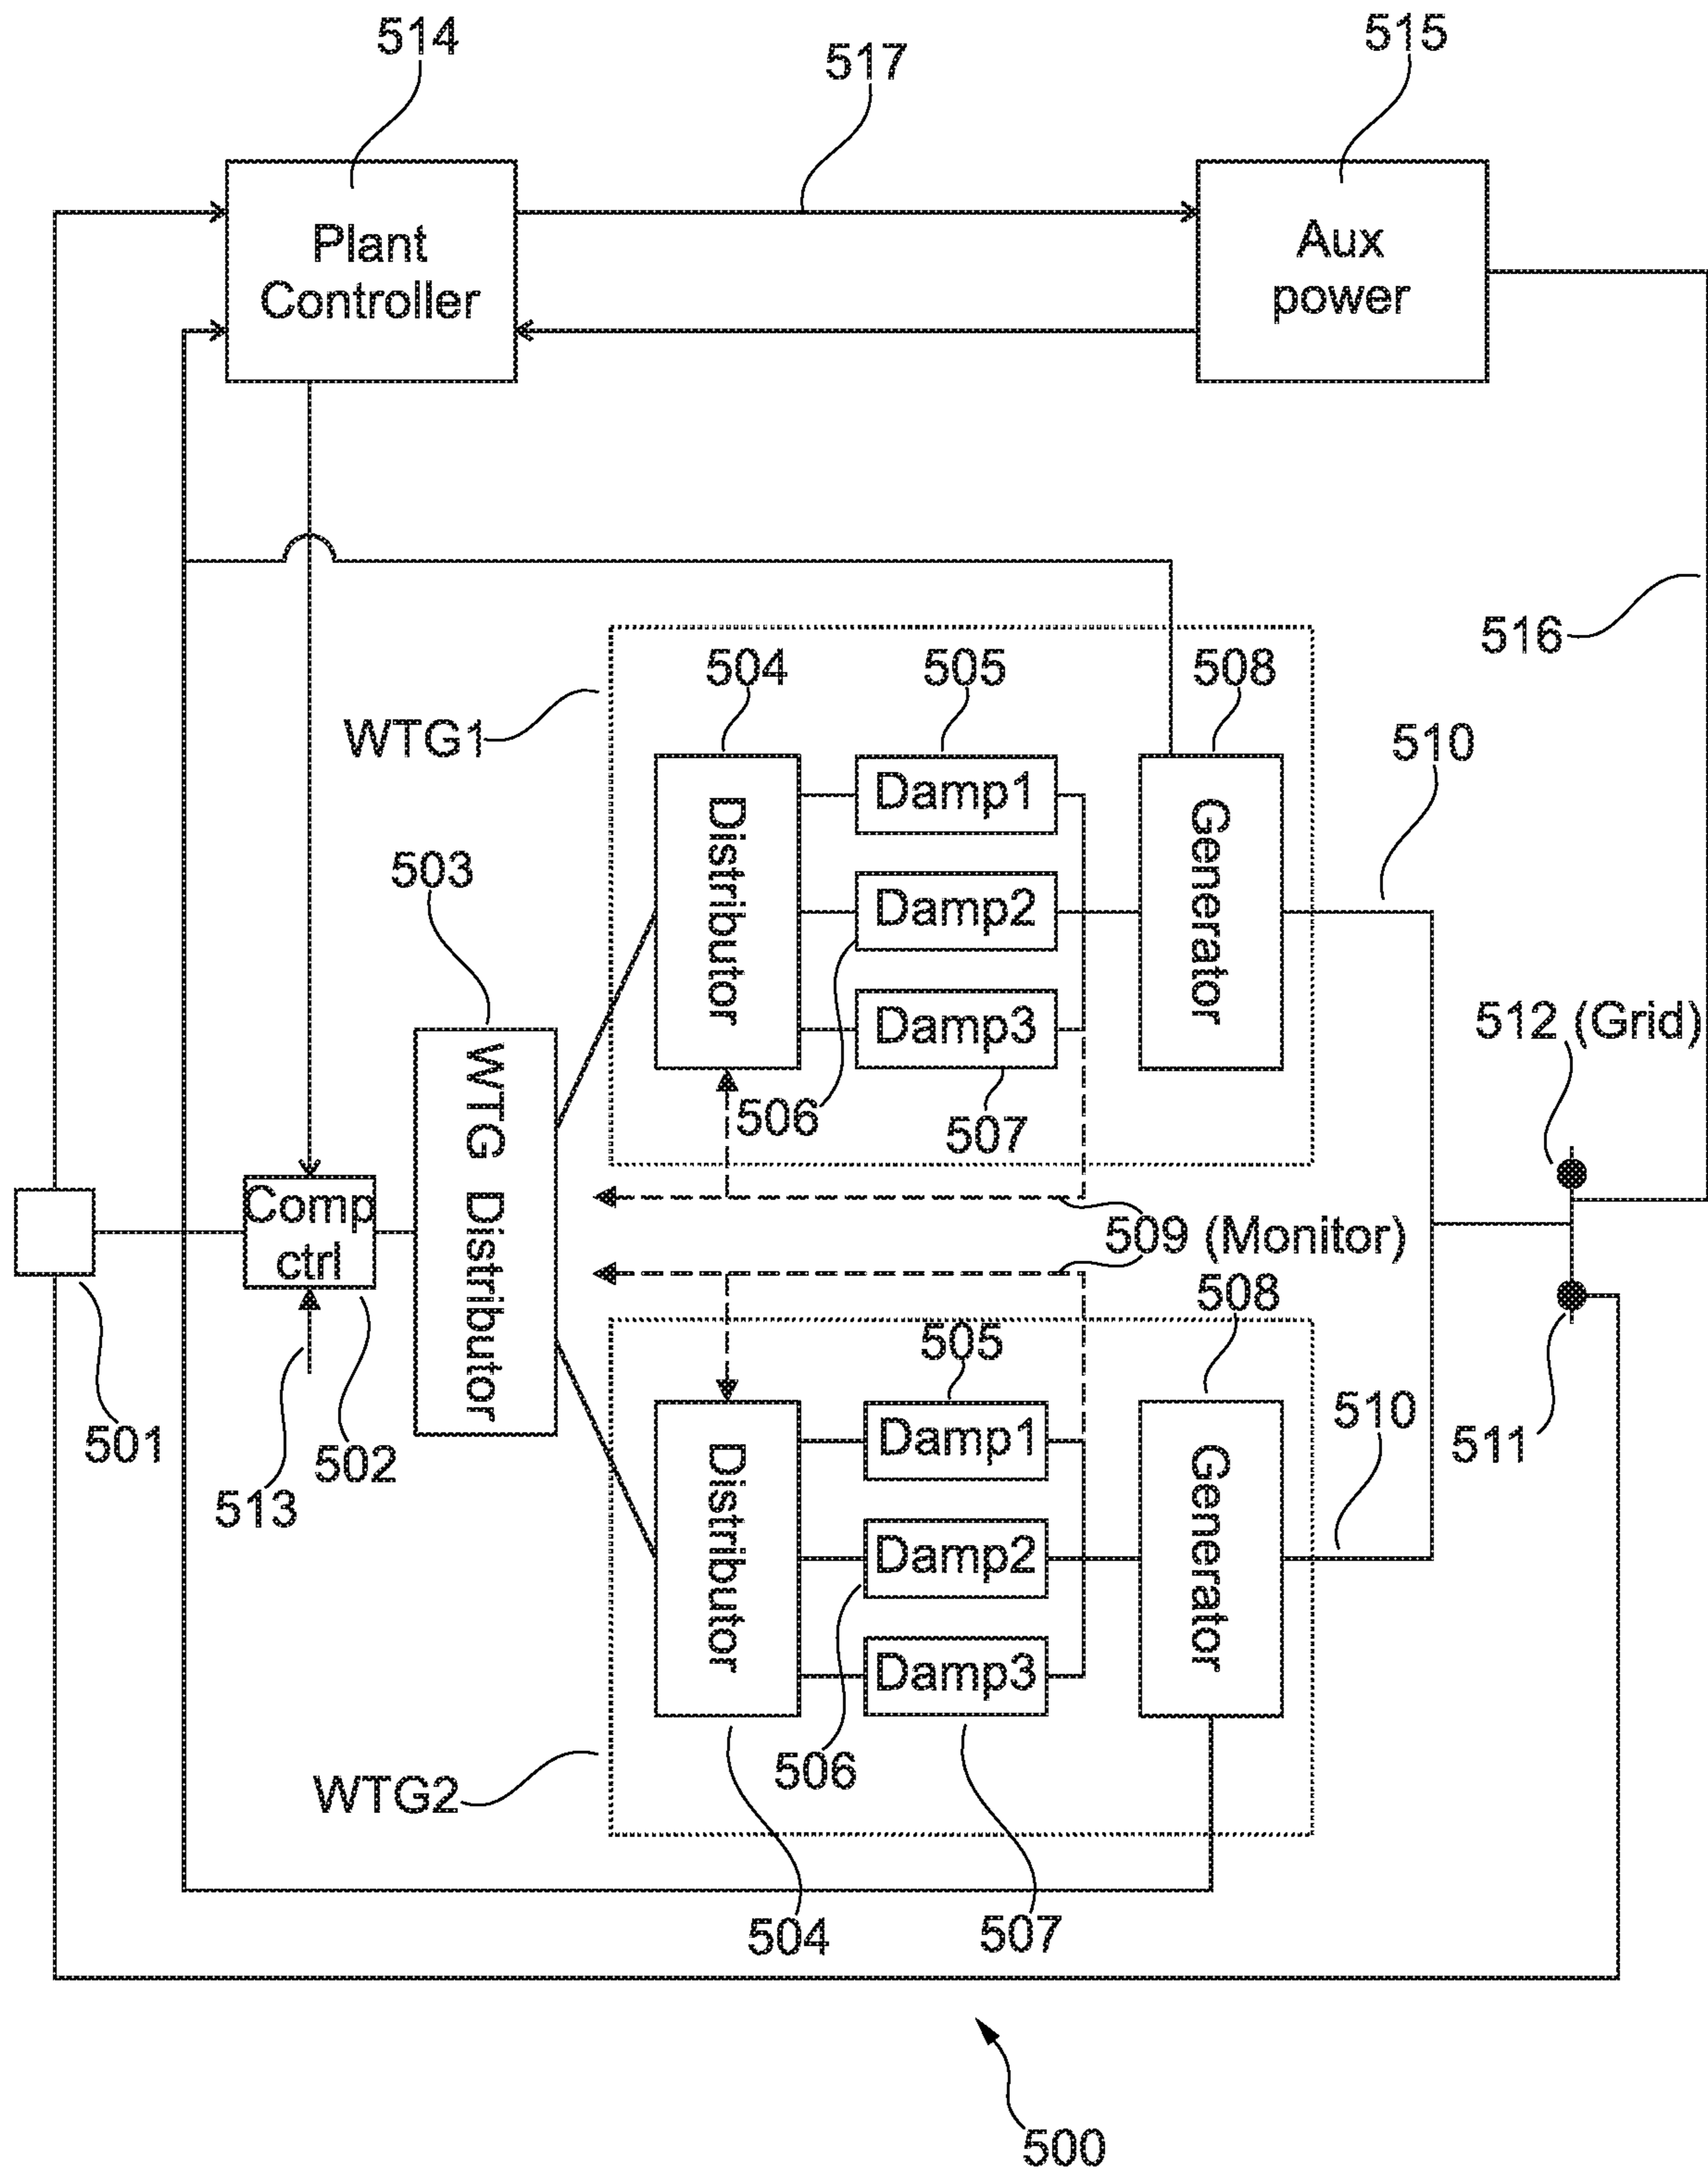 514
517
515
Plant
Controller
Aux
power
516
504
505
508
WTG1
510
Damp1
Distributor
Generator
503
Damp2
Damp3
512 (Grid)
506
507
WTG Distributor
Comp
ctrl
509 (Monitor)
508
505
501
502
513
510
511
Damp1
Distributor
Generator
Damp2
Damp3
506
WTG2
504
507
500